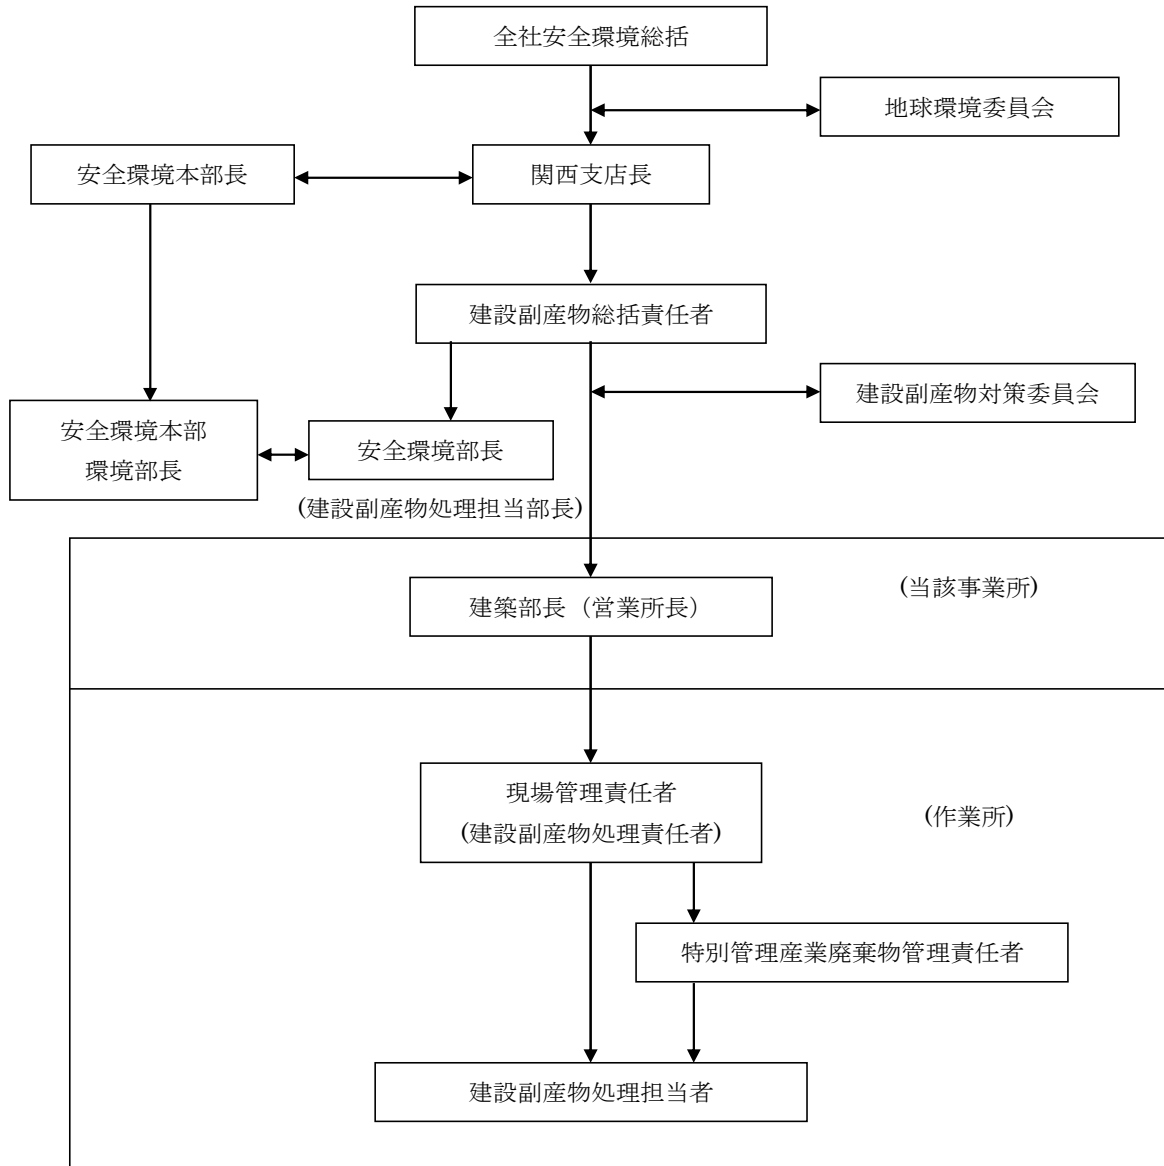 全社安全環境総括
地球環境委員会
安全環境本部長
関西支店長
建設副産物総括責任者
建設副産物対策委員会
安全環境本部
環境部長
安全環境部長
(建設副産物処理担当部長)
(当該事業所)
建築部長（営業所長）
現場管理責任者
(建設副産物処理責任者)
(作業所)
特別管理産業廃棄物管理責任者
建設副産物処理担当者